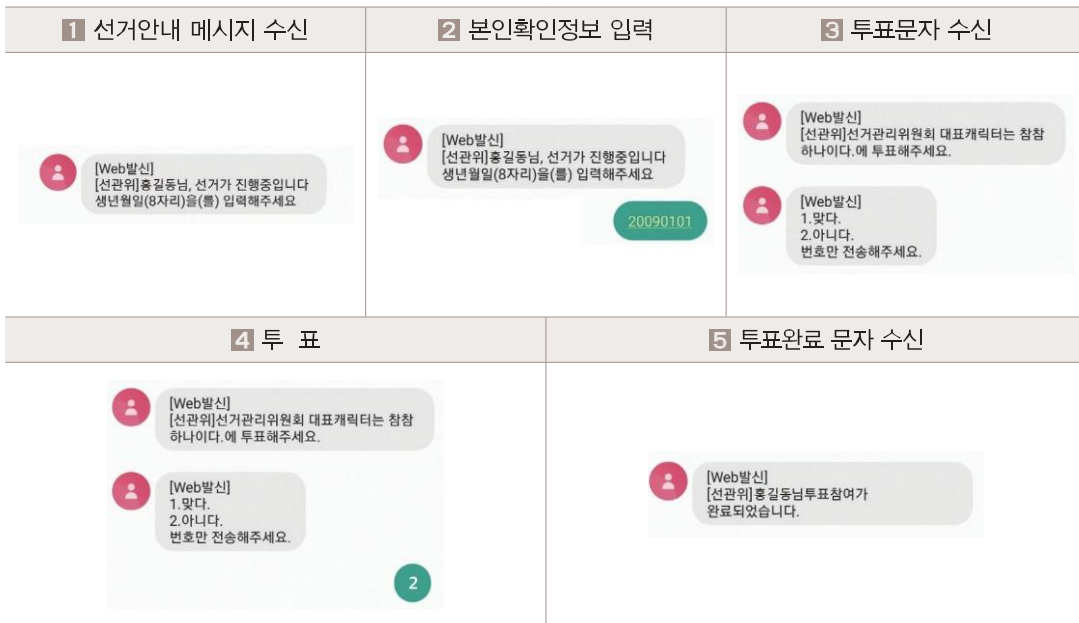 1 선거안내 메시지 수신
2 본인확인정보 입력
3 투표문자 수신
[Web발신]
[선관위]홍길동님, 선거가 진행중입니다
생년월일(8자리)을(를) 입력해주세요
[Web발신]
[선관위]홍길동님, 선거가 진행중입니다
생년월일(8자리)을(를) 입력해주세요
20090101
[Web발신]
[선관위]선거관리위원회 대표캐릭터는 참참
하나이다.에 투표해주세요.
[Web발신]
1.맞다.
2.아니다.
번호만 전송해주세요.
4 투 표
5 투표완료 문자 수신
[Web발신]
[선관위]선거관리위원회 대표캐릭터는 참참
하나이다.에 투표해주세요.
[Web발신]
1.맞다.
2.아니다.
번호만 전송해주세요.
2
[Web발신]
[선관위]홍길동님투표참여가
완료되었습니다.